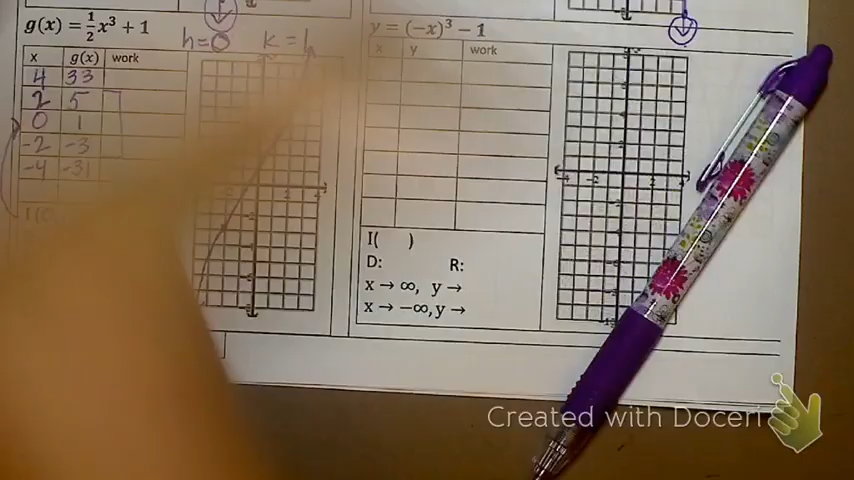 g(x) = ½x³ + 1
h=0 k=1
x g(x) work
4 33
2 5
0 1
-2 -3
-4 -31
y = (−x)³ − 1
x y work
I( )
D: R:
x → ∞, y →
x → −∞, y →
Created with Doceri